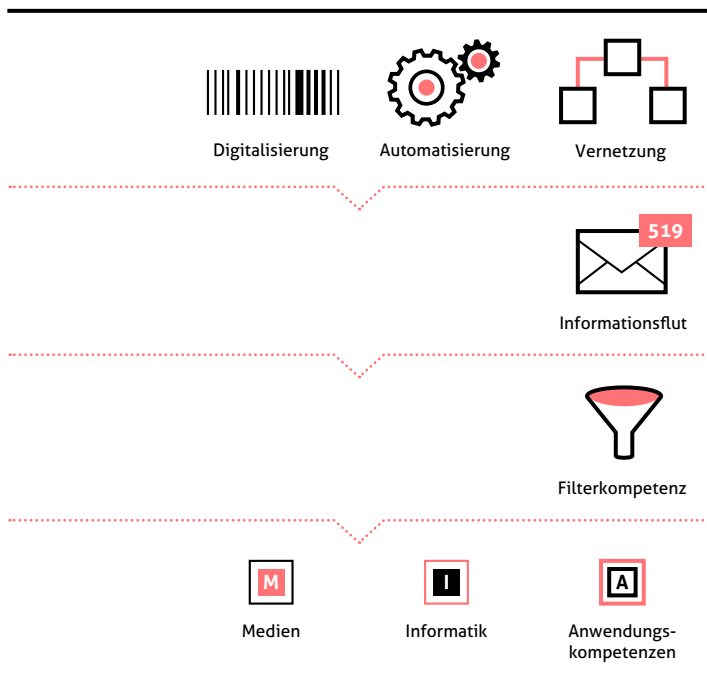 Digitalisierung
Automatisierung
Vernetzung
519
Informationsflut
Filterkompetenz
M
I
A
Medien
Informatik
Anwendungs-
kompetenzen